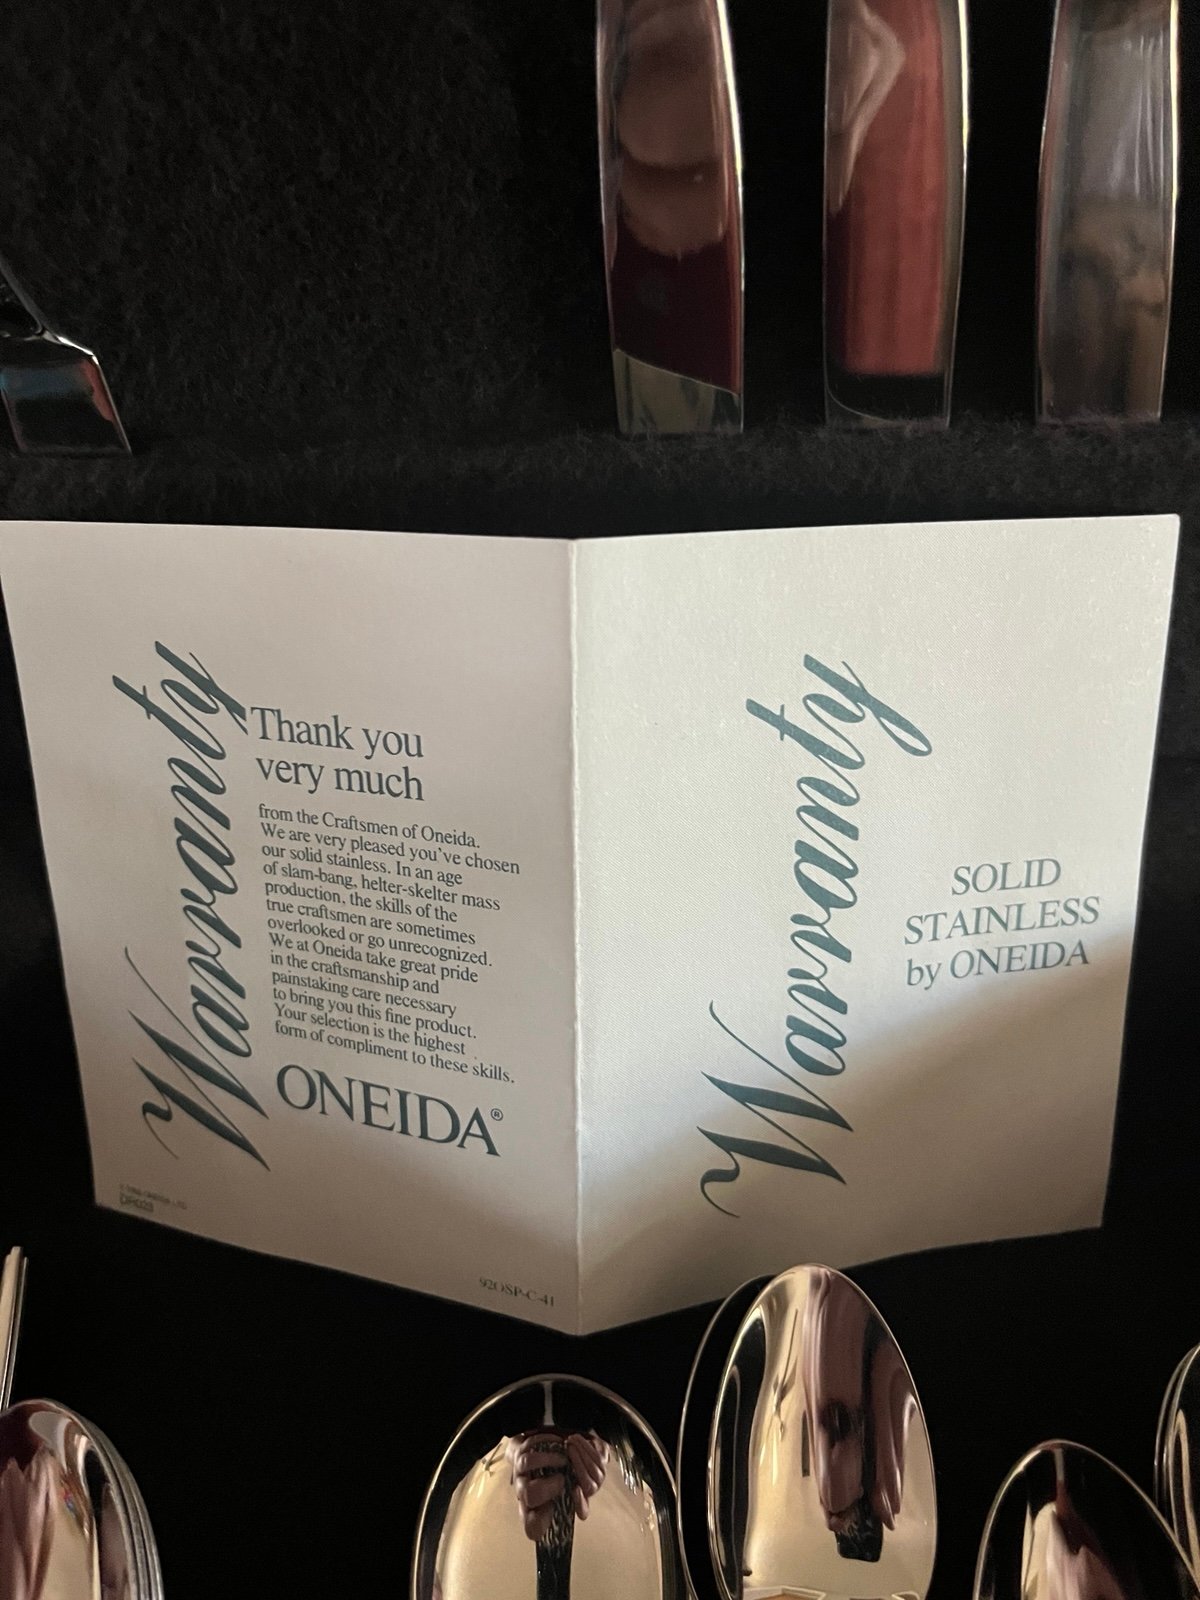 Warranty
Thank you
very much
from the Craftsmen of Oneida.
We are very pleased you've chosen
our solid stainless. In an age
of slam-bang, helter-skelter mass
production, the skills of the
true craftsmen are sometimes
overlooked or go unrecognized.
We at Oneida take great pride
in the craftsmanship and
painstaking care necessary
to bring you this fine product.
Your selection is the highest
form of compliment to these skills.
ONEIDA®
92OSP-C-41
Warranty
SOLID
STAINLESS
by ONEIDA